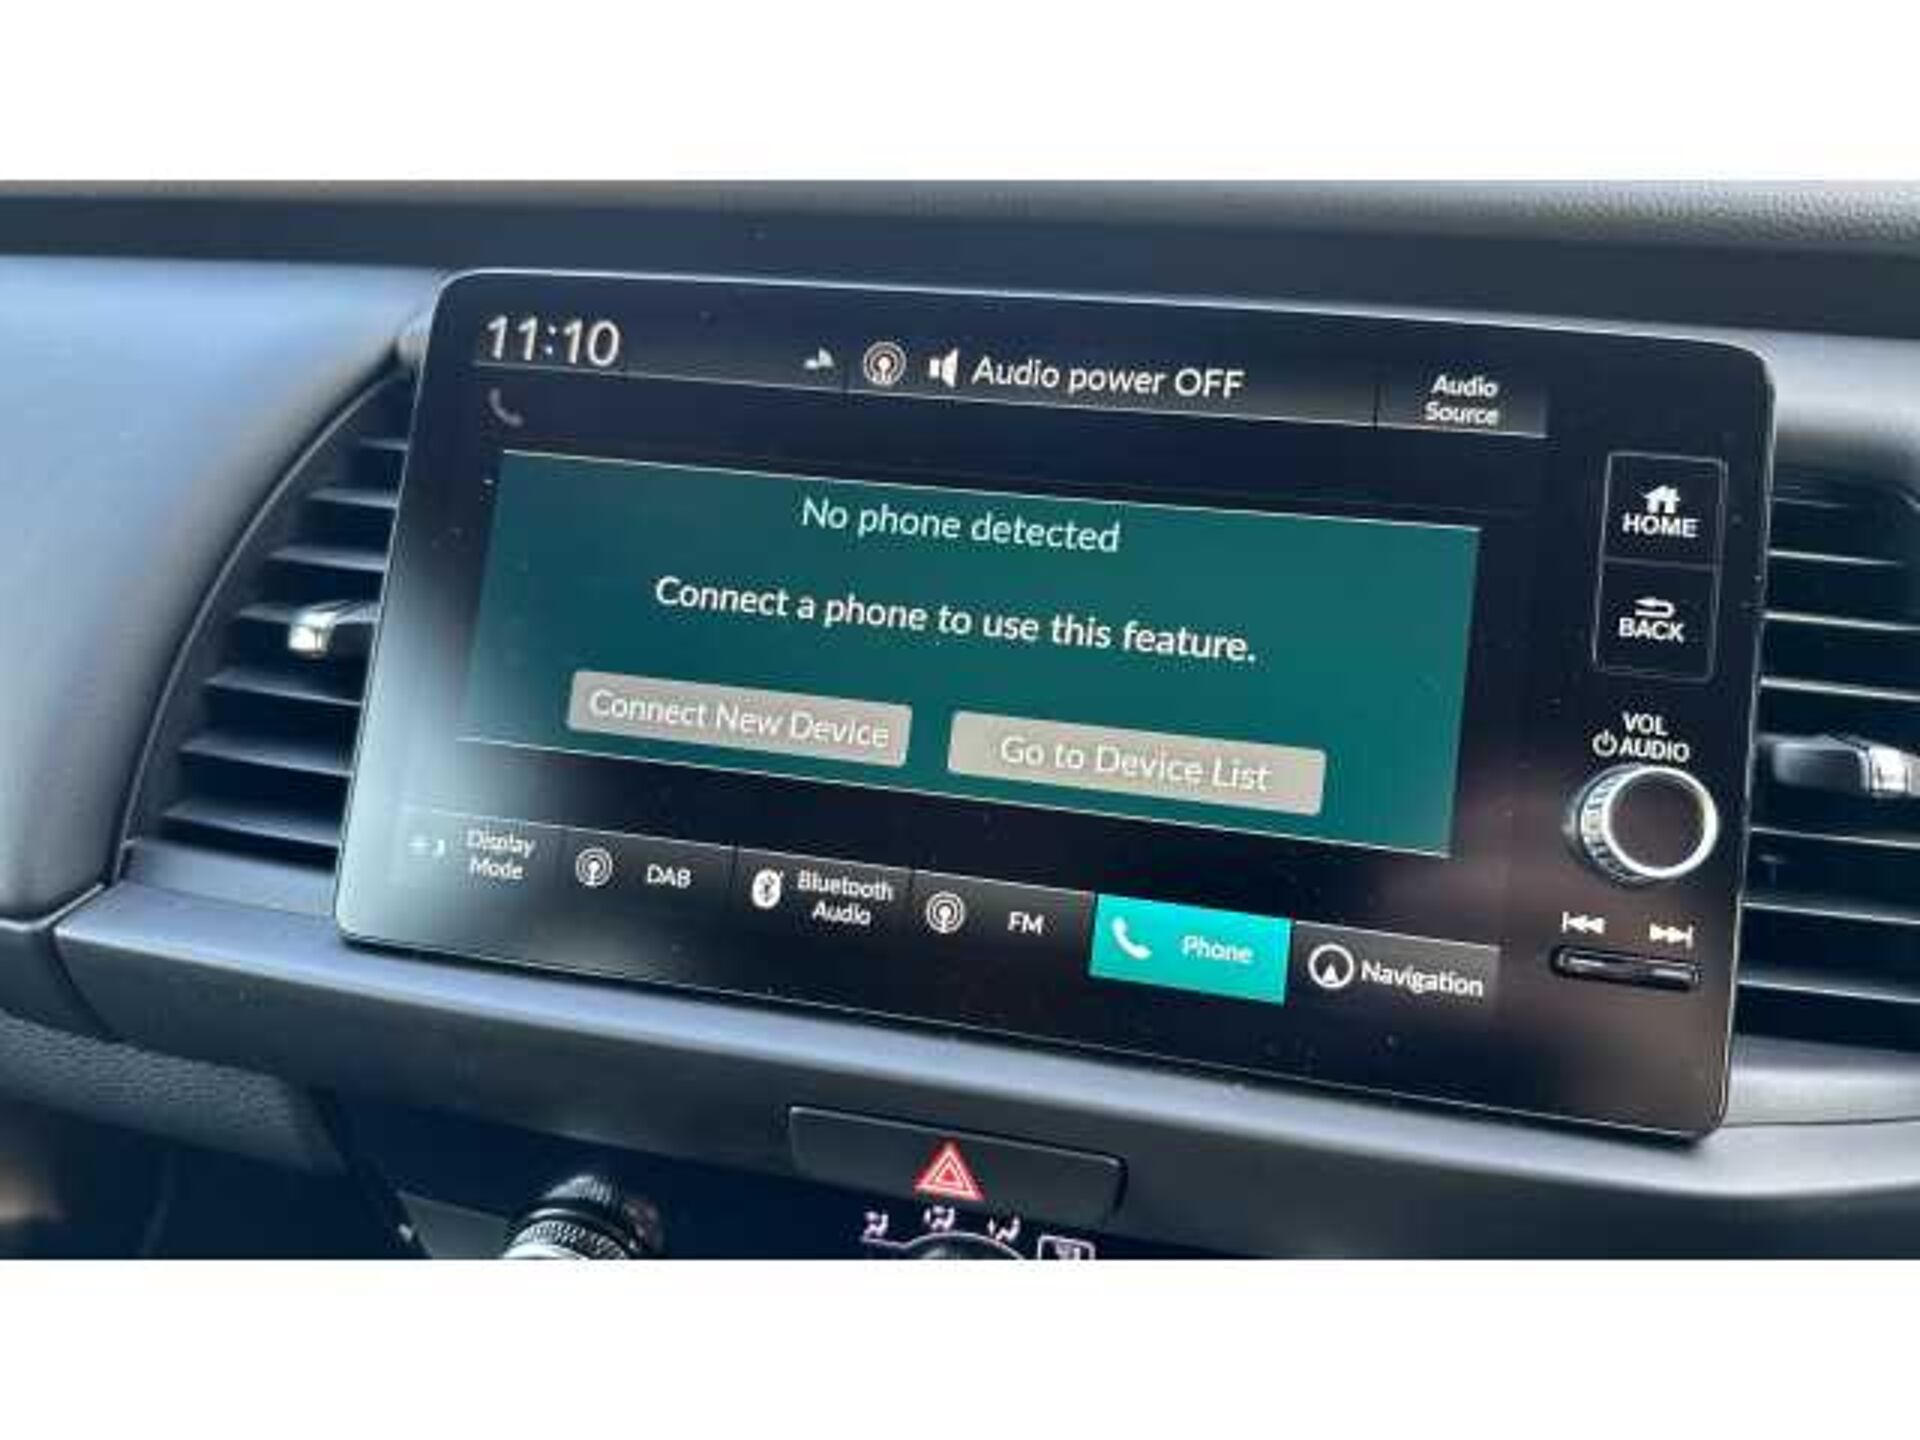 11:10
Audio power OFF
Audio
Source
No phone detected
Connect a phone to use this feature.
Connect New Device
Go to Device List
HOME
BACK
VOL
AUDIO
Display
Mode
DAB
Bluetooth
Audio
FM
Phone
Navigation